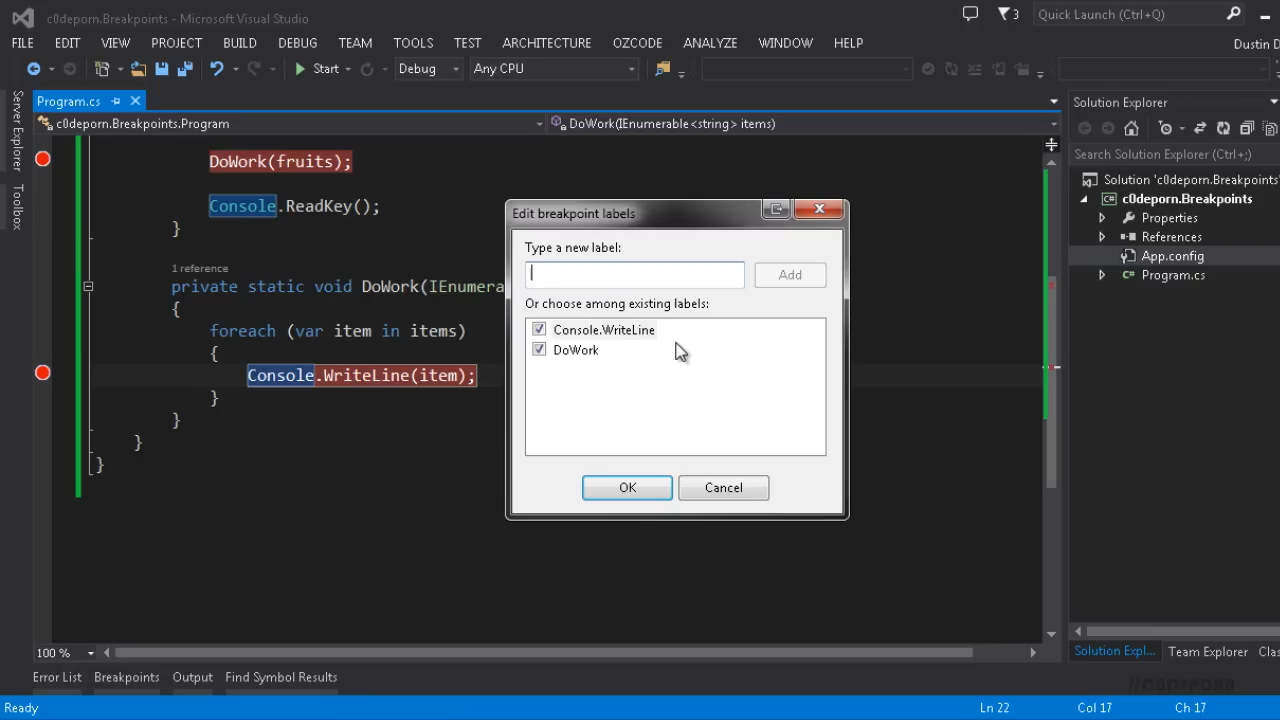 c0deporn.Breakpoints - Microsoft Visual Studio
3
Quick Launch (Ctrl+Q)
FILE EDIT VIEW PROJECT BUILD DEBUG TEAM TOOLS TEST ARCHITECTURE OZCODE ANALYZE WINDOW HELP
Dustin D
Start Debug Any CPU
Server Explorer
Toolbox
Program.cs
c0deporn.Breakpoints.Program
DoWork(IEnumerable<string> items)
DoWork(fruits);
Console.ReadKey();
}
1 reference
private static void DoWork(IEnumera
{
foreach (var item in items)
{
Console.WriteLine(item);
}
}
}
}
Edit breakpoint labels
Type a new label:
Add
Or choose among existing labels:
Console.WriteLine
DoWork
OK Cancel
Solution Explorer
Search Solution Explorer (Ctrl+;)
Solution 'c0deporn.Breakpoints'
c0deporn.Breakpoints
Properties
References
App.config
Program.cs
100 %
Solution Expl... Team Explorer Clas
Error List Breakpoints Output Find Symbol Results
//C0DEPORN
Ready Ln 22 Col 17 Ch 17